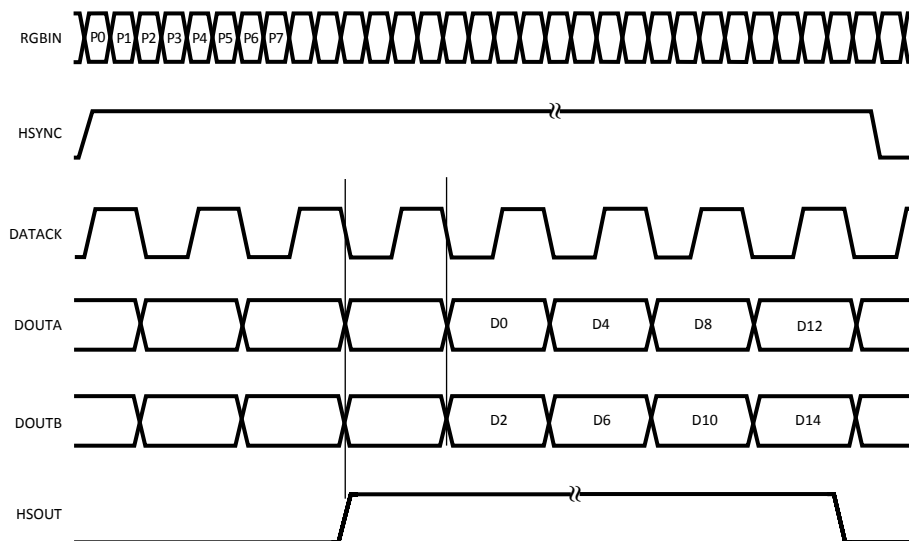 RGBIN P0 P1 P2 P3 P4 P5 P6 P7
HSYNC
DATACK
DOUTA D0 D4 D8 D12
DOUTB D2 D6 D10 D14
HSOUT